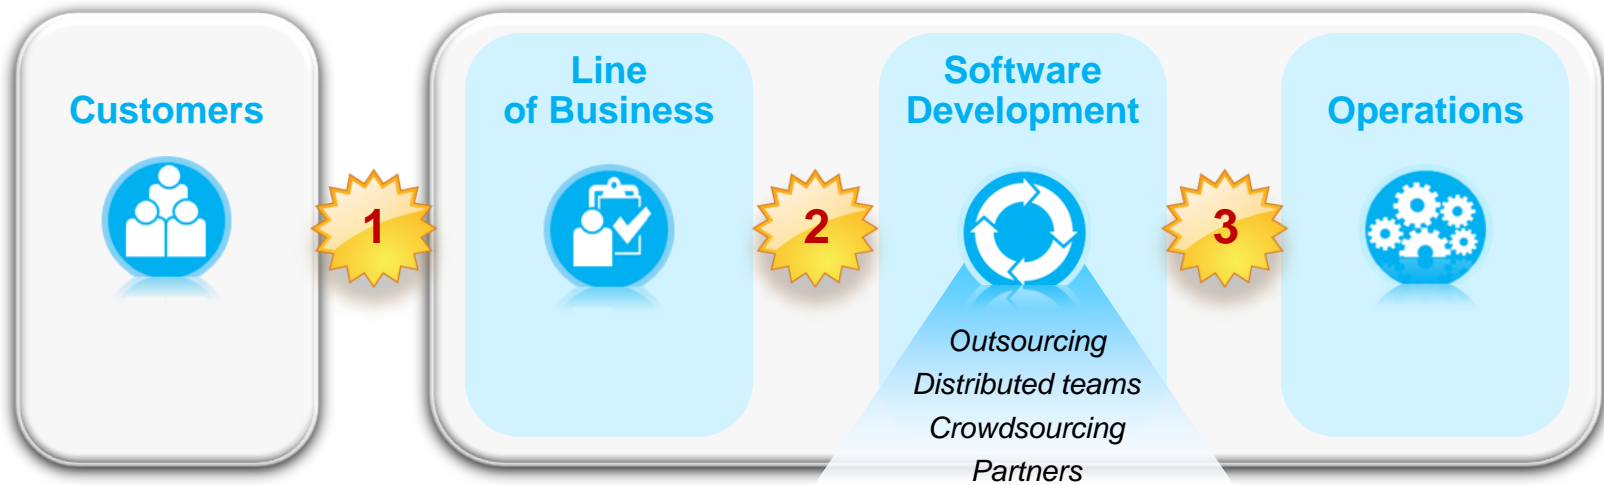 Customers
1
Line
of Business
2
Software
Development
Outsourcing
Distributed teams
Crowdsourcing
Partners
3
Operations